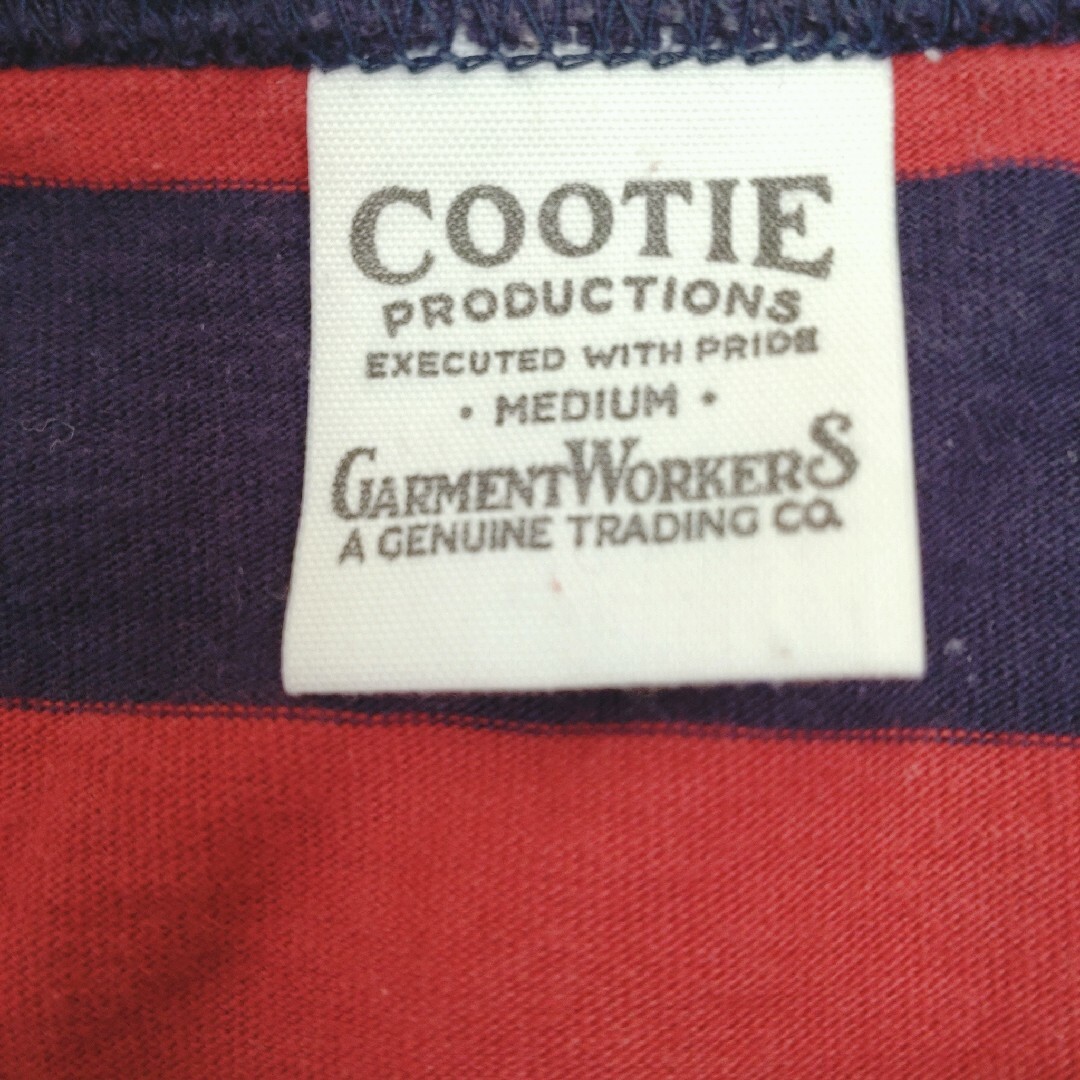 COOTIE
PRODUCTIONS
EXECUTED WITH PRIDE
• MEDIUM •
GARMENTWORKERS
A GENUINE TRADING CO.